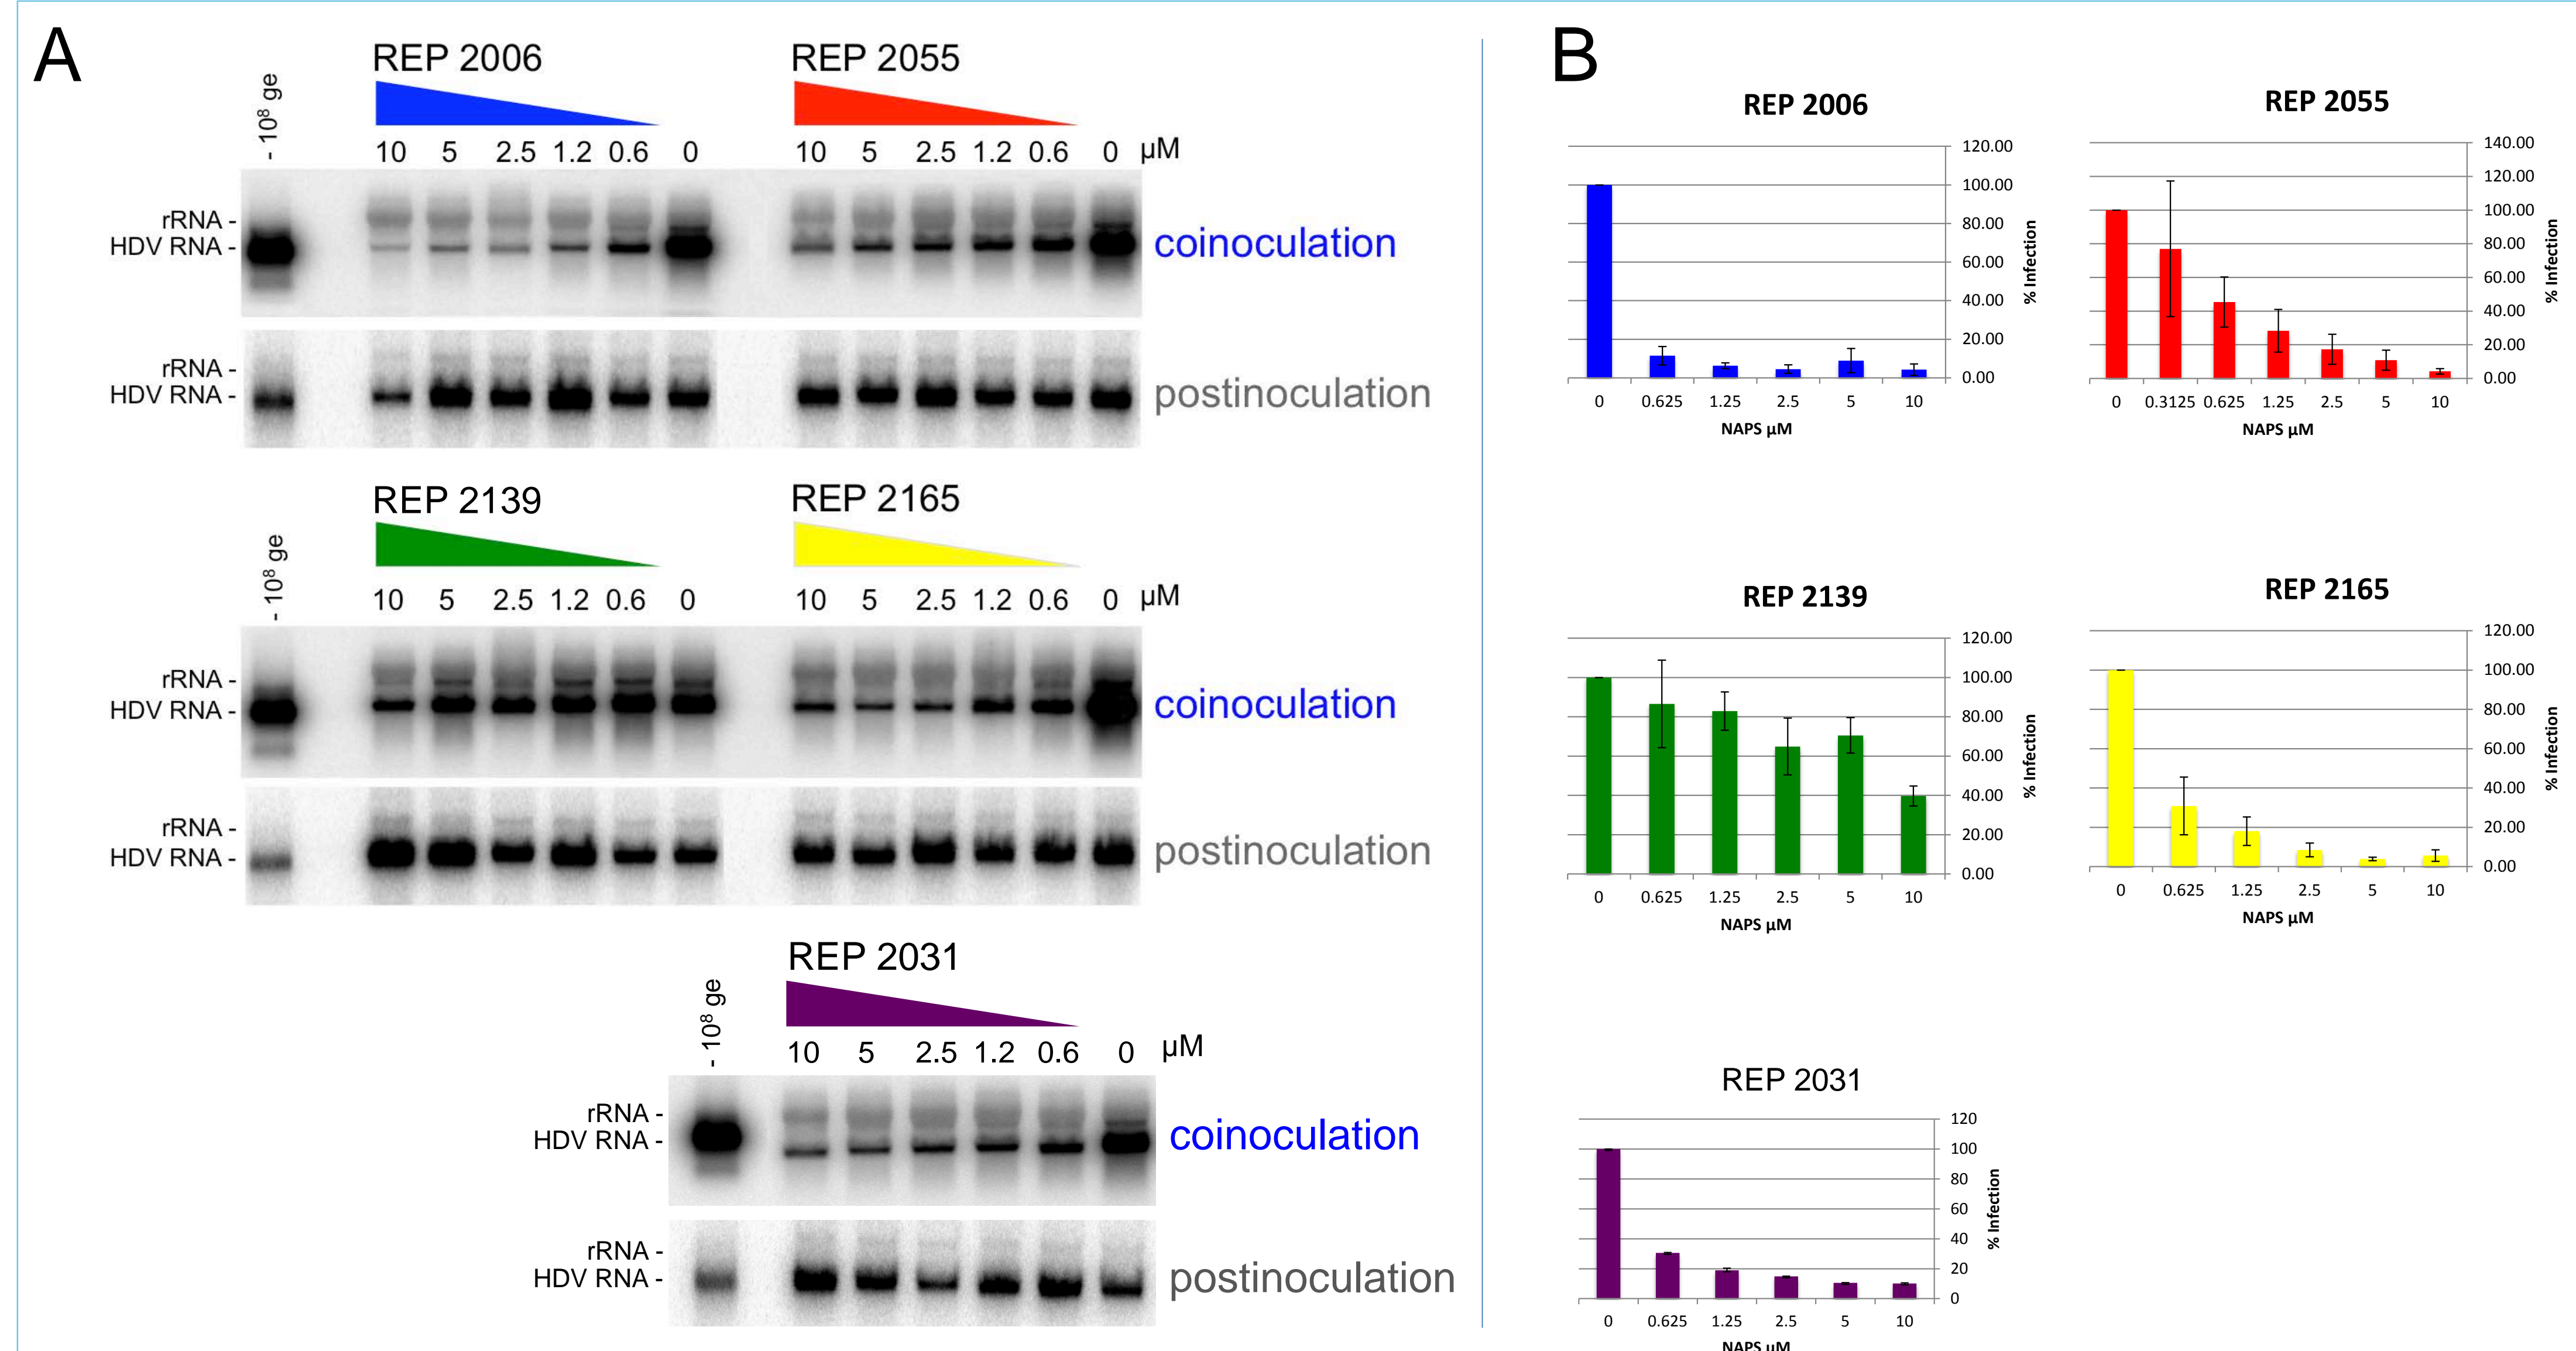 A
REP 2006 REP 2055
- 10⁸ ge
10 5 2.5 1.2 0.6 0 10 5 2.5 1.2 0.6 0 µM
rRNA -
HDV RNA -
coinoculation
rRNA -
HDV RNA -
postinoculation
REP 2139 REP 2165
- 10⁸ ge
10 5 2.5 1.2 0.6 0 10 5 2.5 1.2 0.6 0 µM
rRNA -
HDV RNA -
coinoculation
rRNA -
HDV RNA -
postinoculation
REP 2031
- 10⁸ ge
10 5 2.5 1.2 0.6 0 µM
rRNA -
HDV RNA -
coinoculation
rRNA -
HDV RNA -
postinoculation
B
REP 2006
120.00
100.00
80.00
60.00
40.00
20.00
0.00
% Infection
0 0.625 1.25 2.5 5 10
NAPS µM
REP 2055
140.00
120.00
100.00
80.00
60.00
40.00
20.00
0.00
% Infection
0 0.3125 0.625 1.25 2.5 5 10
NAPS µM
REP 2139
120.00
100.00
80.00
60.00
40.00
20.00
0.00
% Infection
0 0.625 1.25 2.5 5 10
NAPS µM
REP 2165
120.00
100.00
80.00
60.00
40.00
20.00
0.00
% Infection
0 0.625 1.25 2.5 5 10
NAPS µM
REP 2031
120
100
80
60
40
20
0
% Infection
0 0.625 1.25 2.5 5 10
NAPS µM